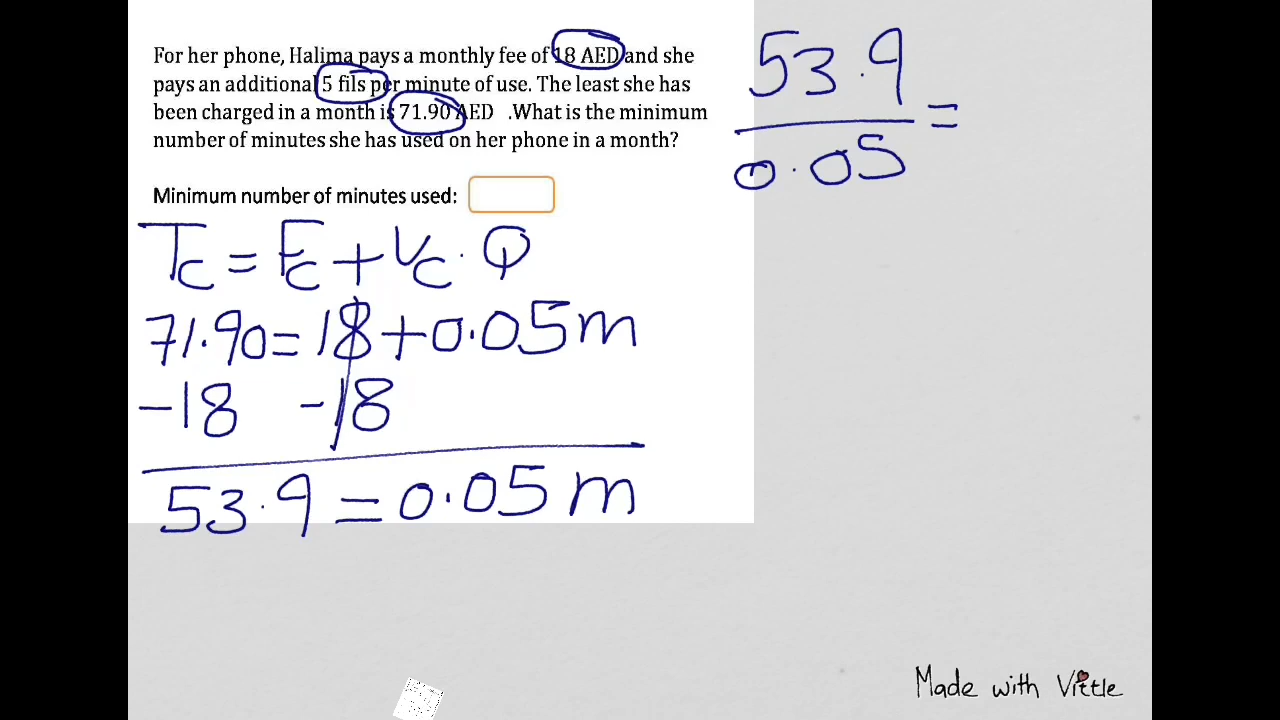 For her phone, Halima pays a monthly fee of 18 AED and she
pays an additional 5 fils per minute of use. The least she has
been charged in a month is 71.90 AED .What is the minimum
number of minutes she has used on her phone in a month?
Minimum number of minutes used:
Tc = Fc + Vc · Q
71.90 = 18 + 0.05m
-18 -18
53.9 = 0.05 m
53.9
0.05 =
Made with Vittle